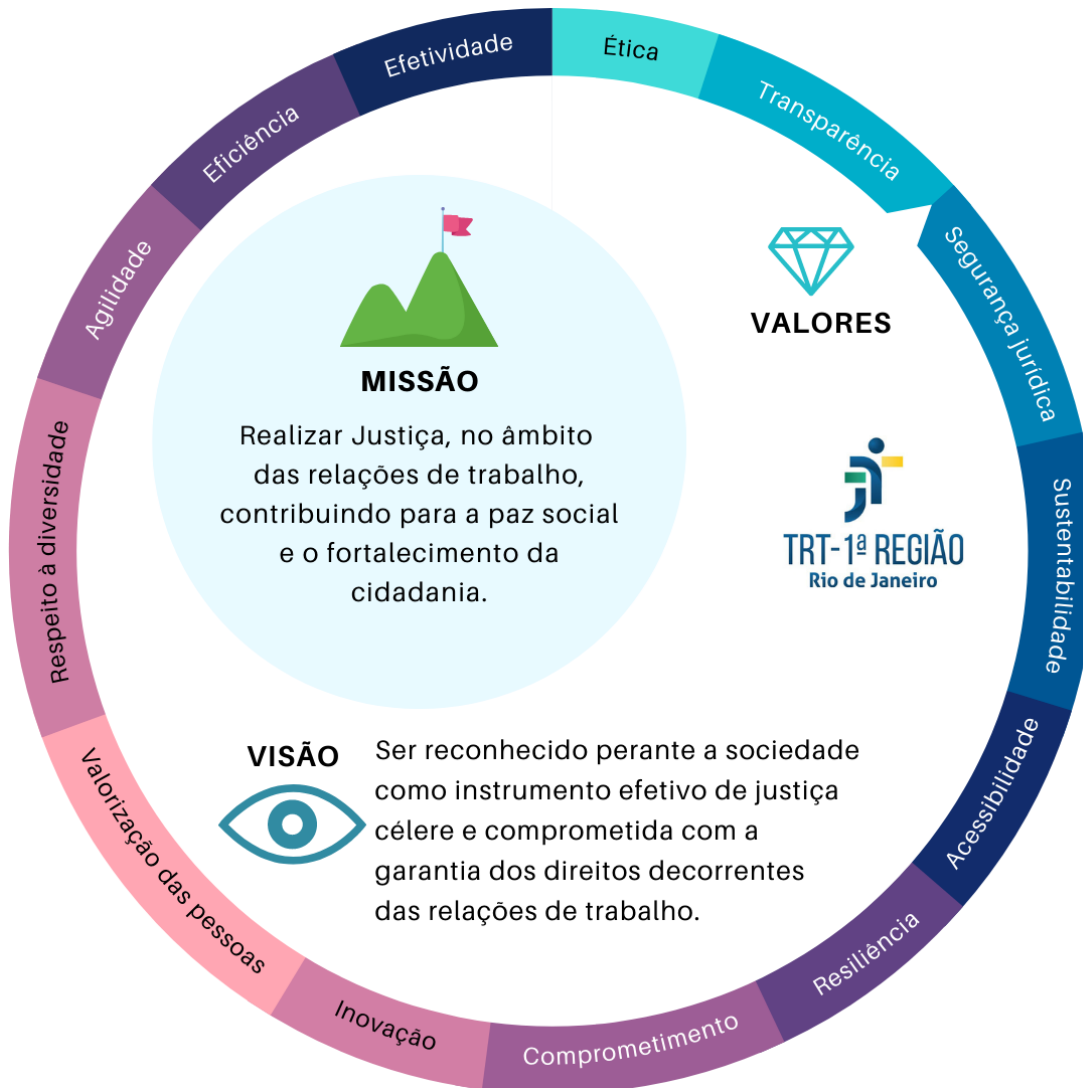 Ética
Transparência
Segurança jurídica
Sustentabilidade
Acessibilidade
Resiliência
Comprometimento
Inovação
Valorização das pessoas
Respeito à diversidade
Agilidade
Eficiência
Efetividade
VALORES
MISSÃO
Realizar Justiça, no âmbito
das relações de trabalho,
contribuindo para a paz social
e o fortalecimento da
cidadania.
TRT-1ª REGIÃO
Rio de Janeiro
VISÃO
Ser reconhecido perante a sociedade
como instrumento efetivo de justiça
célere e comprometida com a
garantia dos direitos decorrentes
das relações de trabalho.